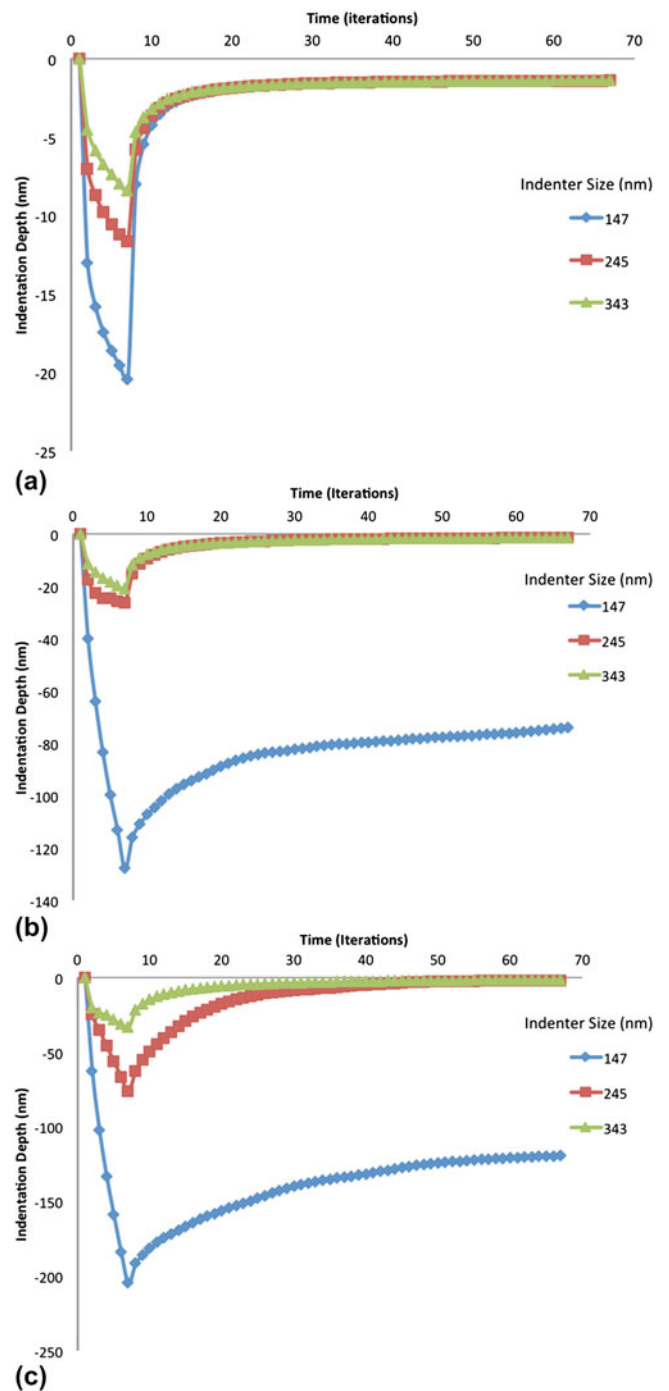 Time (iterations)
0 10 20 30 40 50 60 70
0
-5
-10
-15
-20
-25
Indentation Depth (nm)
Indenter Size (nm)
147
245
343
(a)
Time (Iterations)
0 10 20 30 40 50 60 70
0
-20
-40
-60
-80
-100
-120
-140
Indentation Depth (nm)
Indenter Size (nm)
147
245
343
(b)
Time (Iterations)
0 10 20 30 40 50 60 70
0
-50
-100
-150
-200
-250
Indentation Depth (nm)
Indenter Size (nm)
147
245
343
(c)